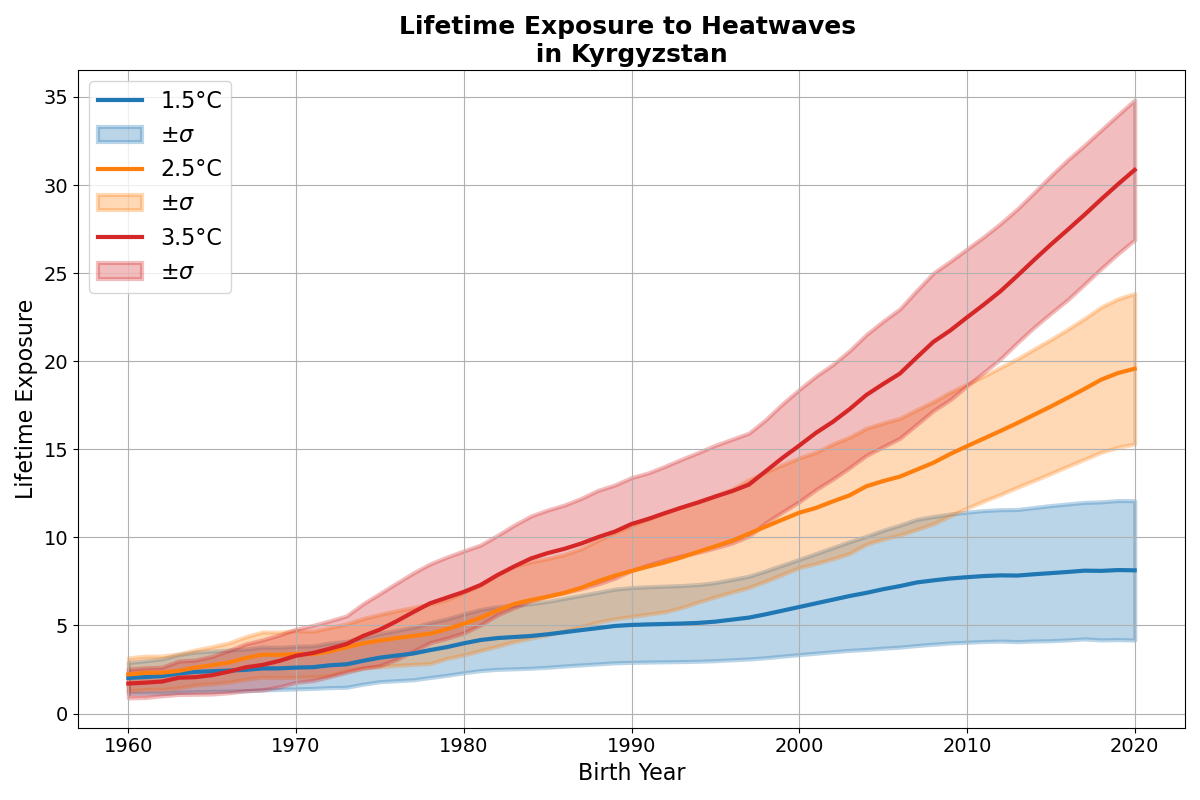 Lifetime Exposure to Heatwaves
in Kyrgyzstan
1.5°C
±σ
2.5°C
±σ
3.5°C
±σ
Lifetime Exposure
35
30
25
20
15
10
5
0
1960
1970
1980
1990
2000
2010
2020
Birth Year